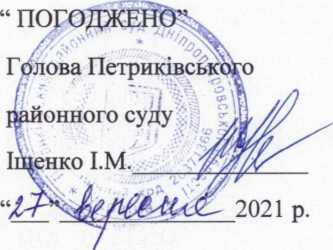 “ ПОГОДЖЕНО”
Голова Петриківського
районного суду
Іщенко І.М.
“27” вересня 2021 р.